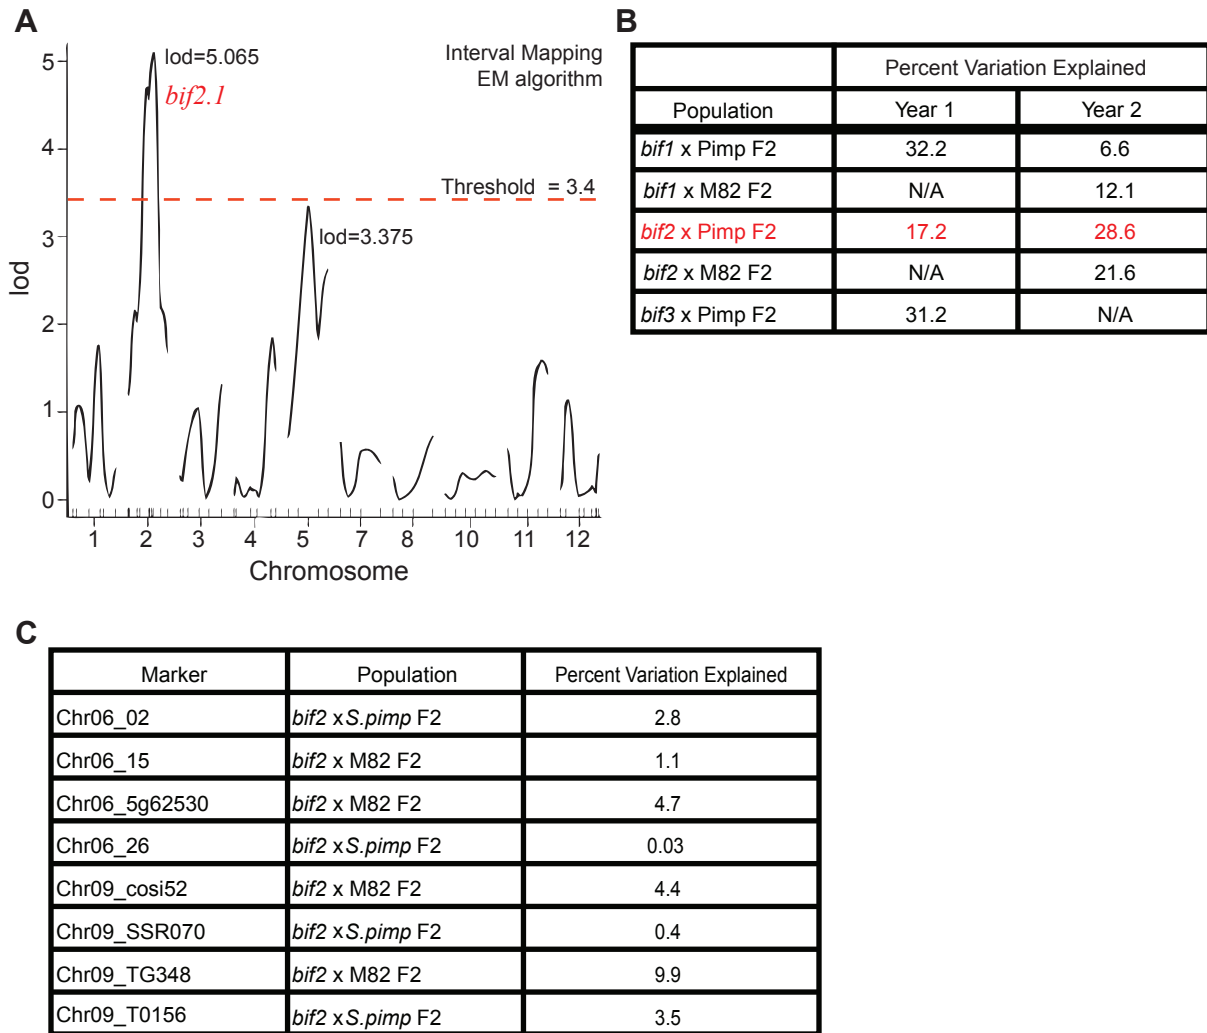 A
lod=5.065
bif2.1
Interval Mapping
EM algorithm
Threshold = 3.4
lod=3.375
5
4
3
2
1
0
lod
1 2 3 4 5 7 8 10 11 12
Chromosome
B
Percent Variation Explained
Population Year 1 Year 2
bif1 x Pimp F2 32.2 6.6
bif1 x M82 F2 N/A 12.1
bif2 x Pimp F2 17.2 28.6
bif2 x M82 F2 N/A 21.6
bif3 x Pimp F2 31.2 N/A
C
Marker Population Percent Variation Explained
Chr06_02 bif2 xS.pimp F2 2.8
Chr06_15 bif2 x M82 F2 1.1
Chr06_5g62530 bif2 x M82 F2 4.7
Chr06_26 bif2 xS.pimp F2 0.03
Chr09_cosi52 bif2 x M82 F2 4.4
Chr09_SSR070 bif2 xS.pimp F2 0.4
Chr09_TG348 bif2 x M82 F2 9.9
Chr09_T0156 bif2 xS.pimp F2 3.5